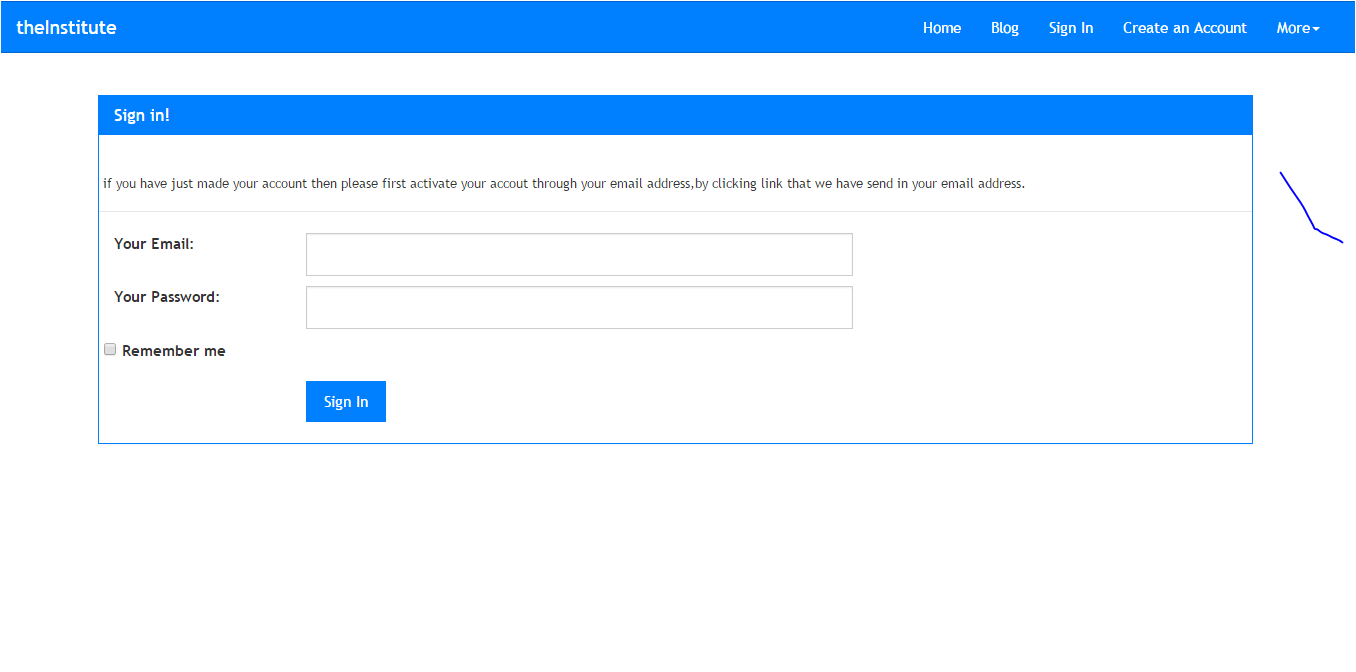 theInstitute Home Blog Sign In Create an Account More
Sign in!
if you have just made your account then please first activate your accout through your email address,by clicking link that we have send in your email address.
Your Email:
Your Password:
Remember me
Sign In